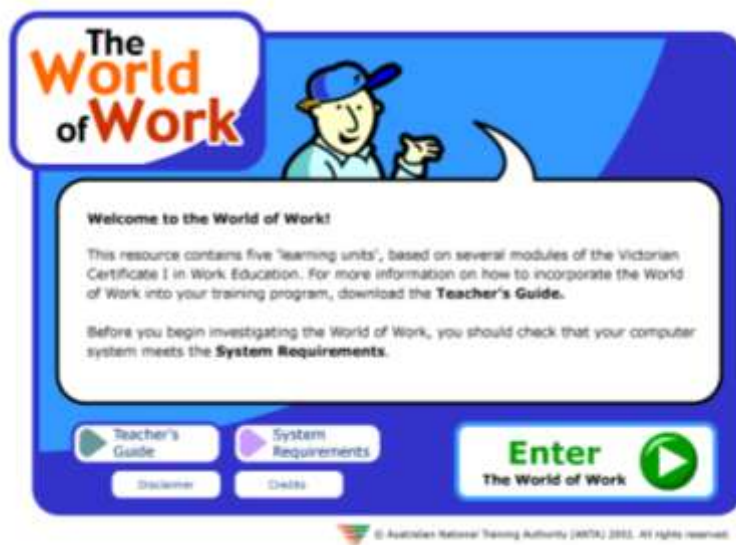 The
World
of Work
Welcome to the World of Work!
This resource contains five 'learning units', based on several modules of the Victorian
Certificate I in Work Education. For more information on how to incorporate the World
of Work into your training program, download the Teacher's Guide.
Before you begin investigating the World of Work, you should check that your computer
system meets the System Requirements.
Teacher's
Guide
System
Requirements
Disclaimer
Credits
Enter
The World of Work
© Australian National Training Authority (ANTA) 2002. All rights reserved.